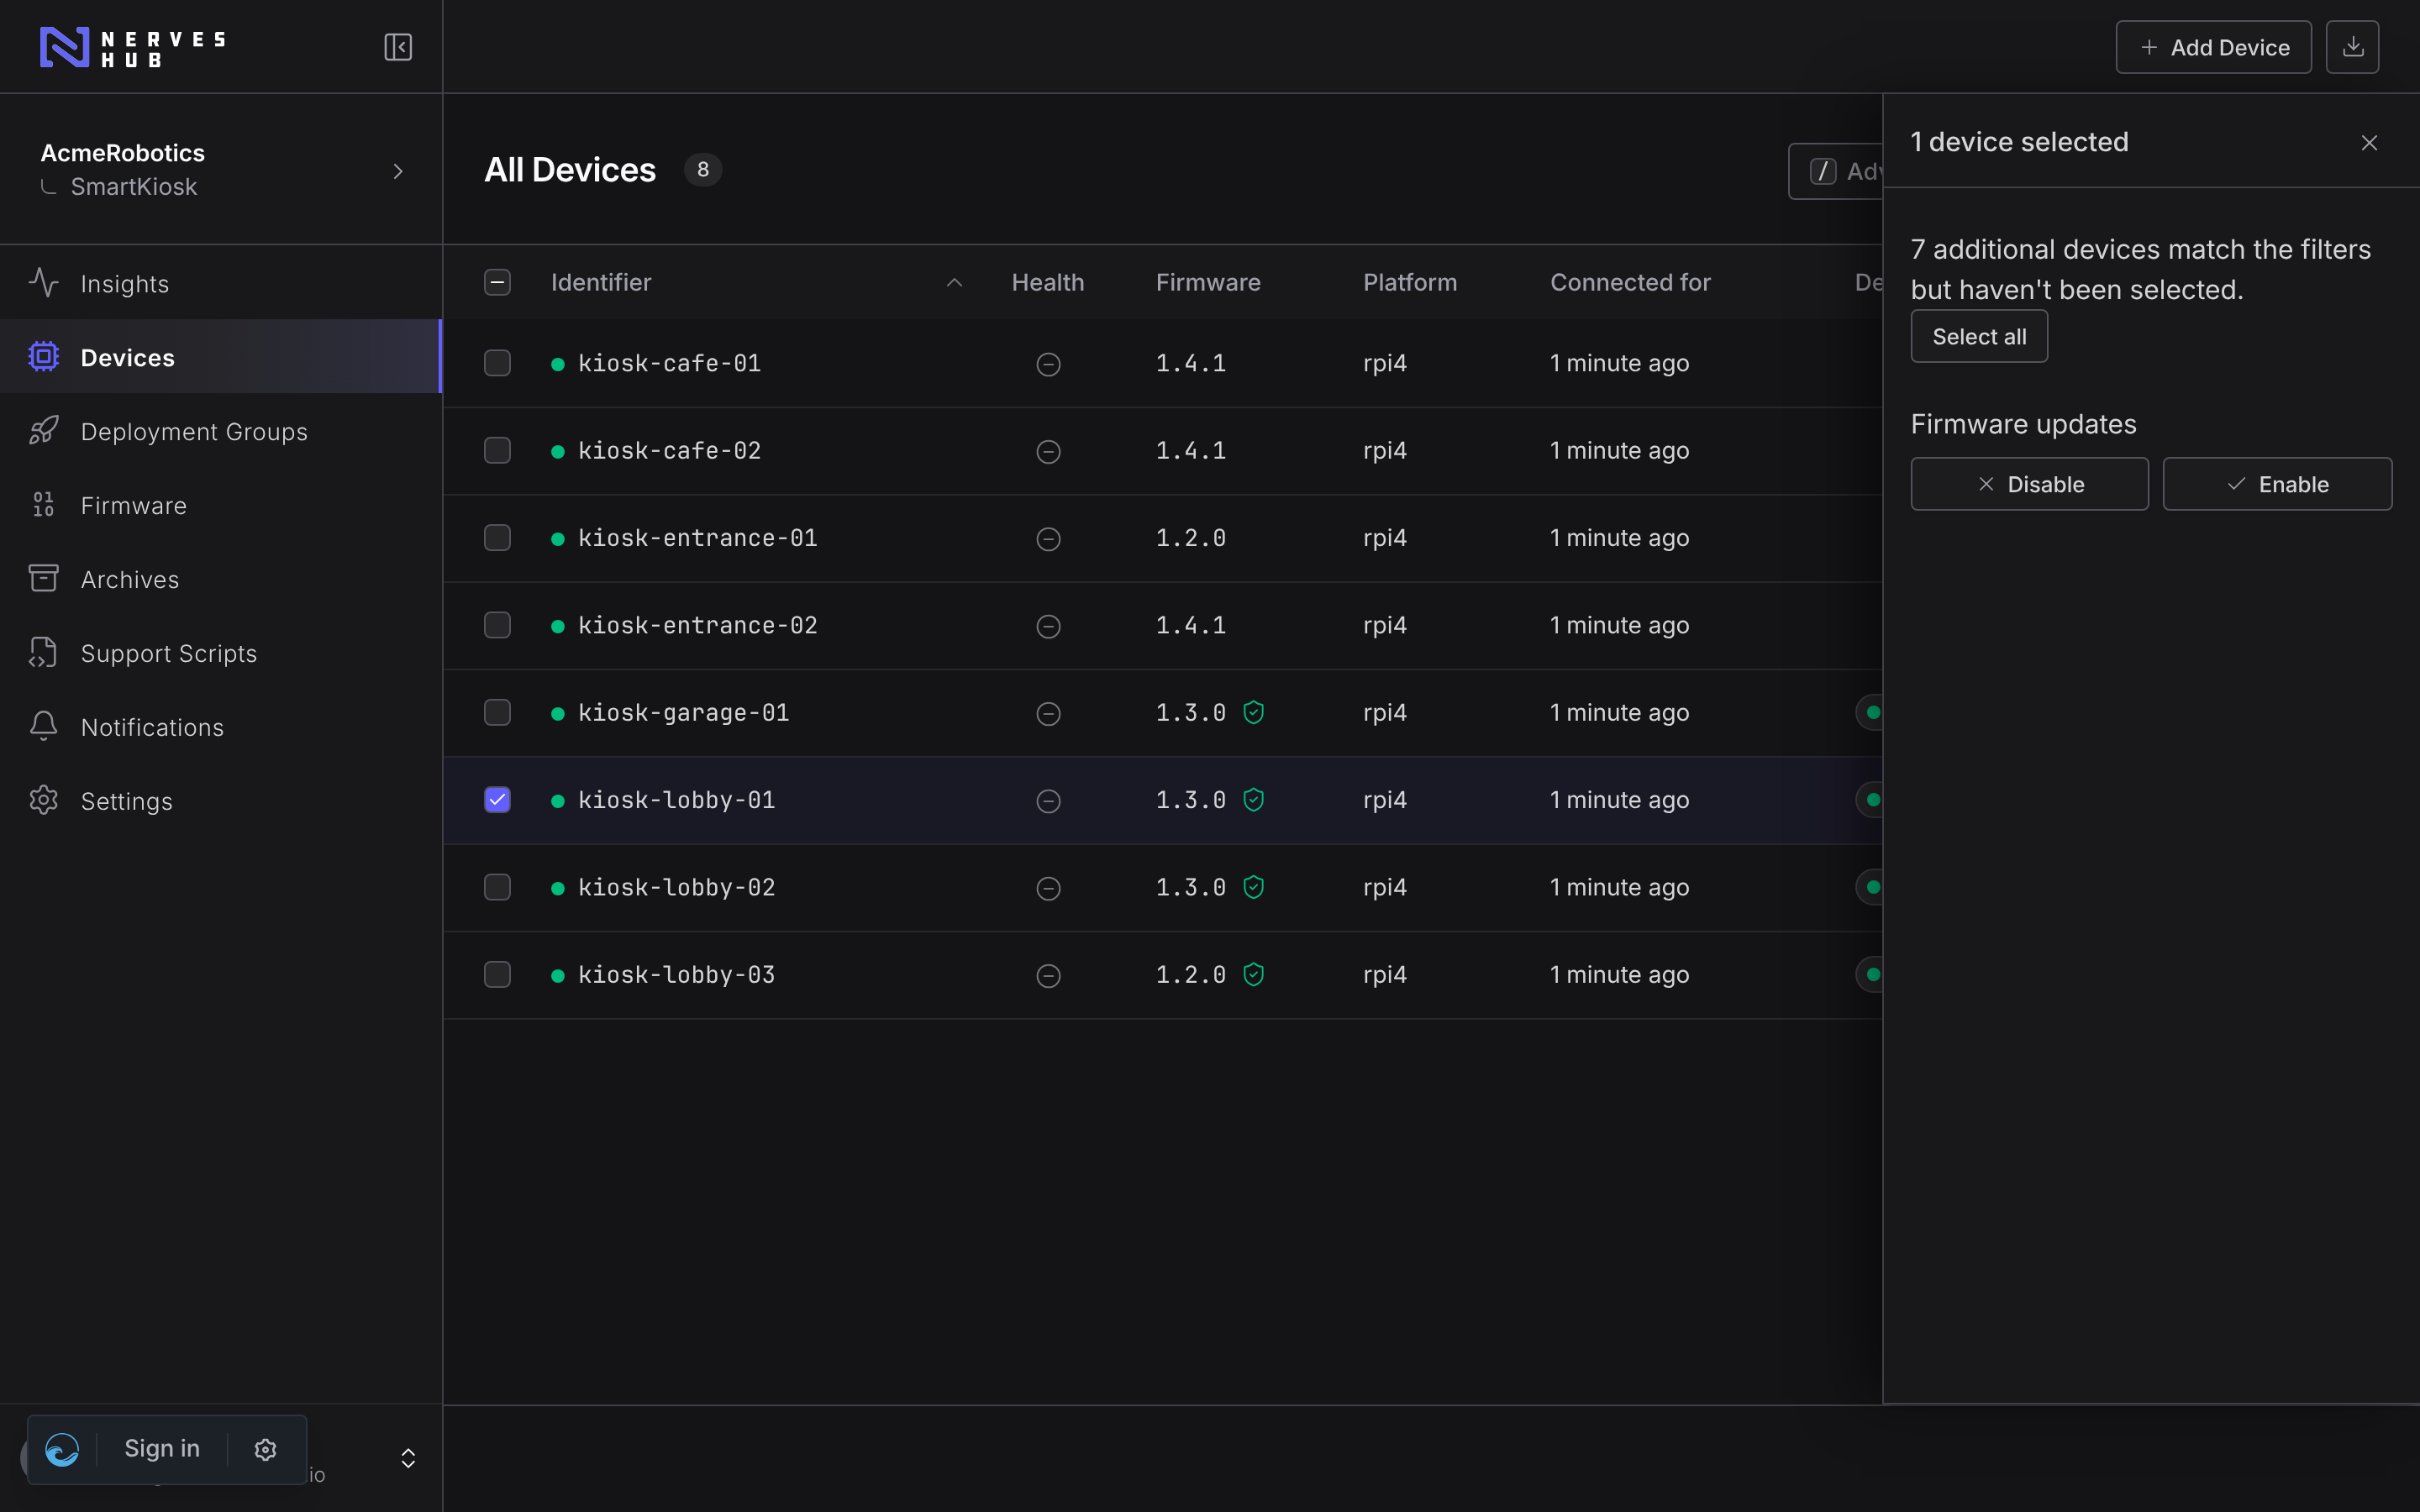 NERVES
HUB
Add Device
AcmeRobotics
SmartKiosk
All Devices 8
/
1 device selected
7 additional devices match the filters
but haven't been selected.
Select all
Firmware updates
Disable
Enable
Insights
Devices
Deployment Groups
Firmware
Archives
Support Scripts
Notifications
Settings
Identifier Health Firmware Platform Connected for
kiosk-cafe-01 1.4.1 rpi4 1 minute ago
kiosk-cafe-02 1.4.1 rpi4 1 minute ago
kiosk-entrance-01 1.2.0 rpi4 1 minute ago
kiosk-entrance-02 1.4.1 rpi4 1 minute ago
kiosk-garage-01 1.3.0 rpi4 1 minute ago
kiosk-lobby-01 1.3.0 rpi4 1 minute ago
kiosk-lobby-02 1.3.0 rpi4 1 minute ago
kiosk-lobby-03 1.2.0 rpi4 1 minute ago
Sign in
io